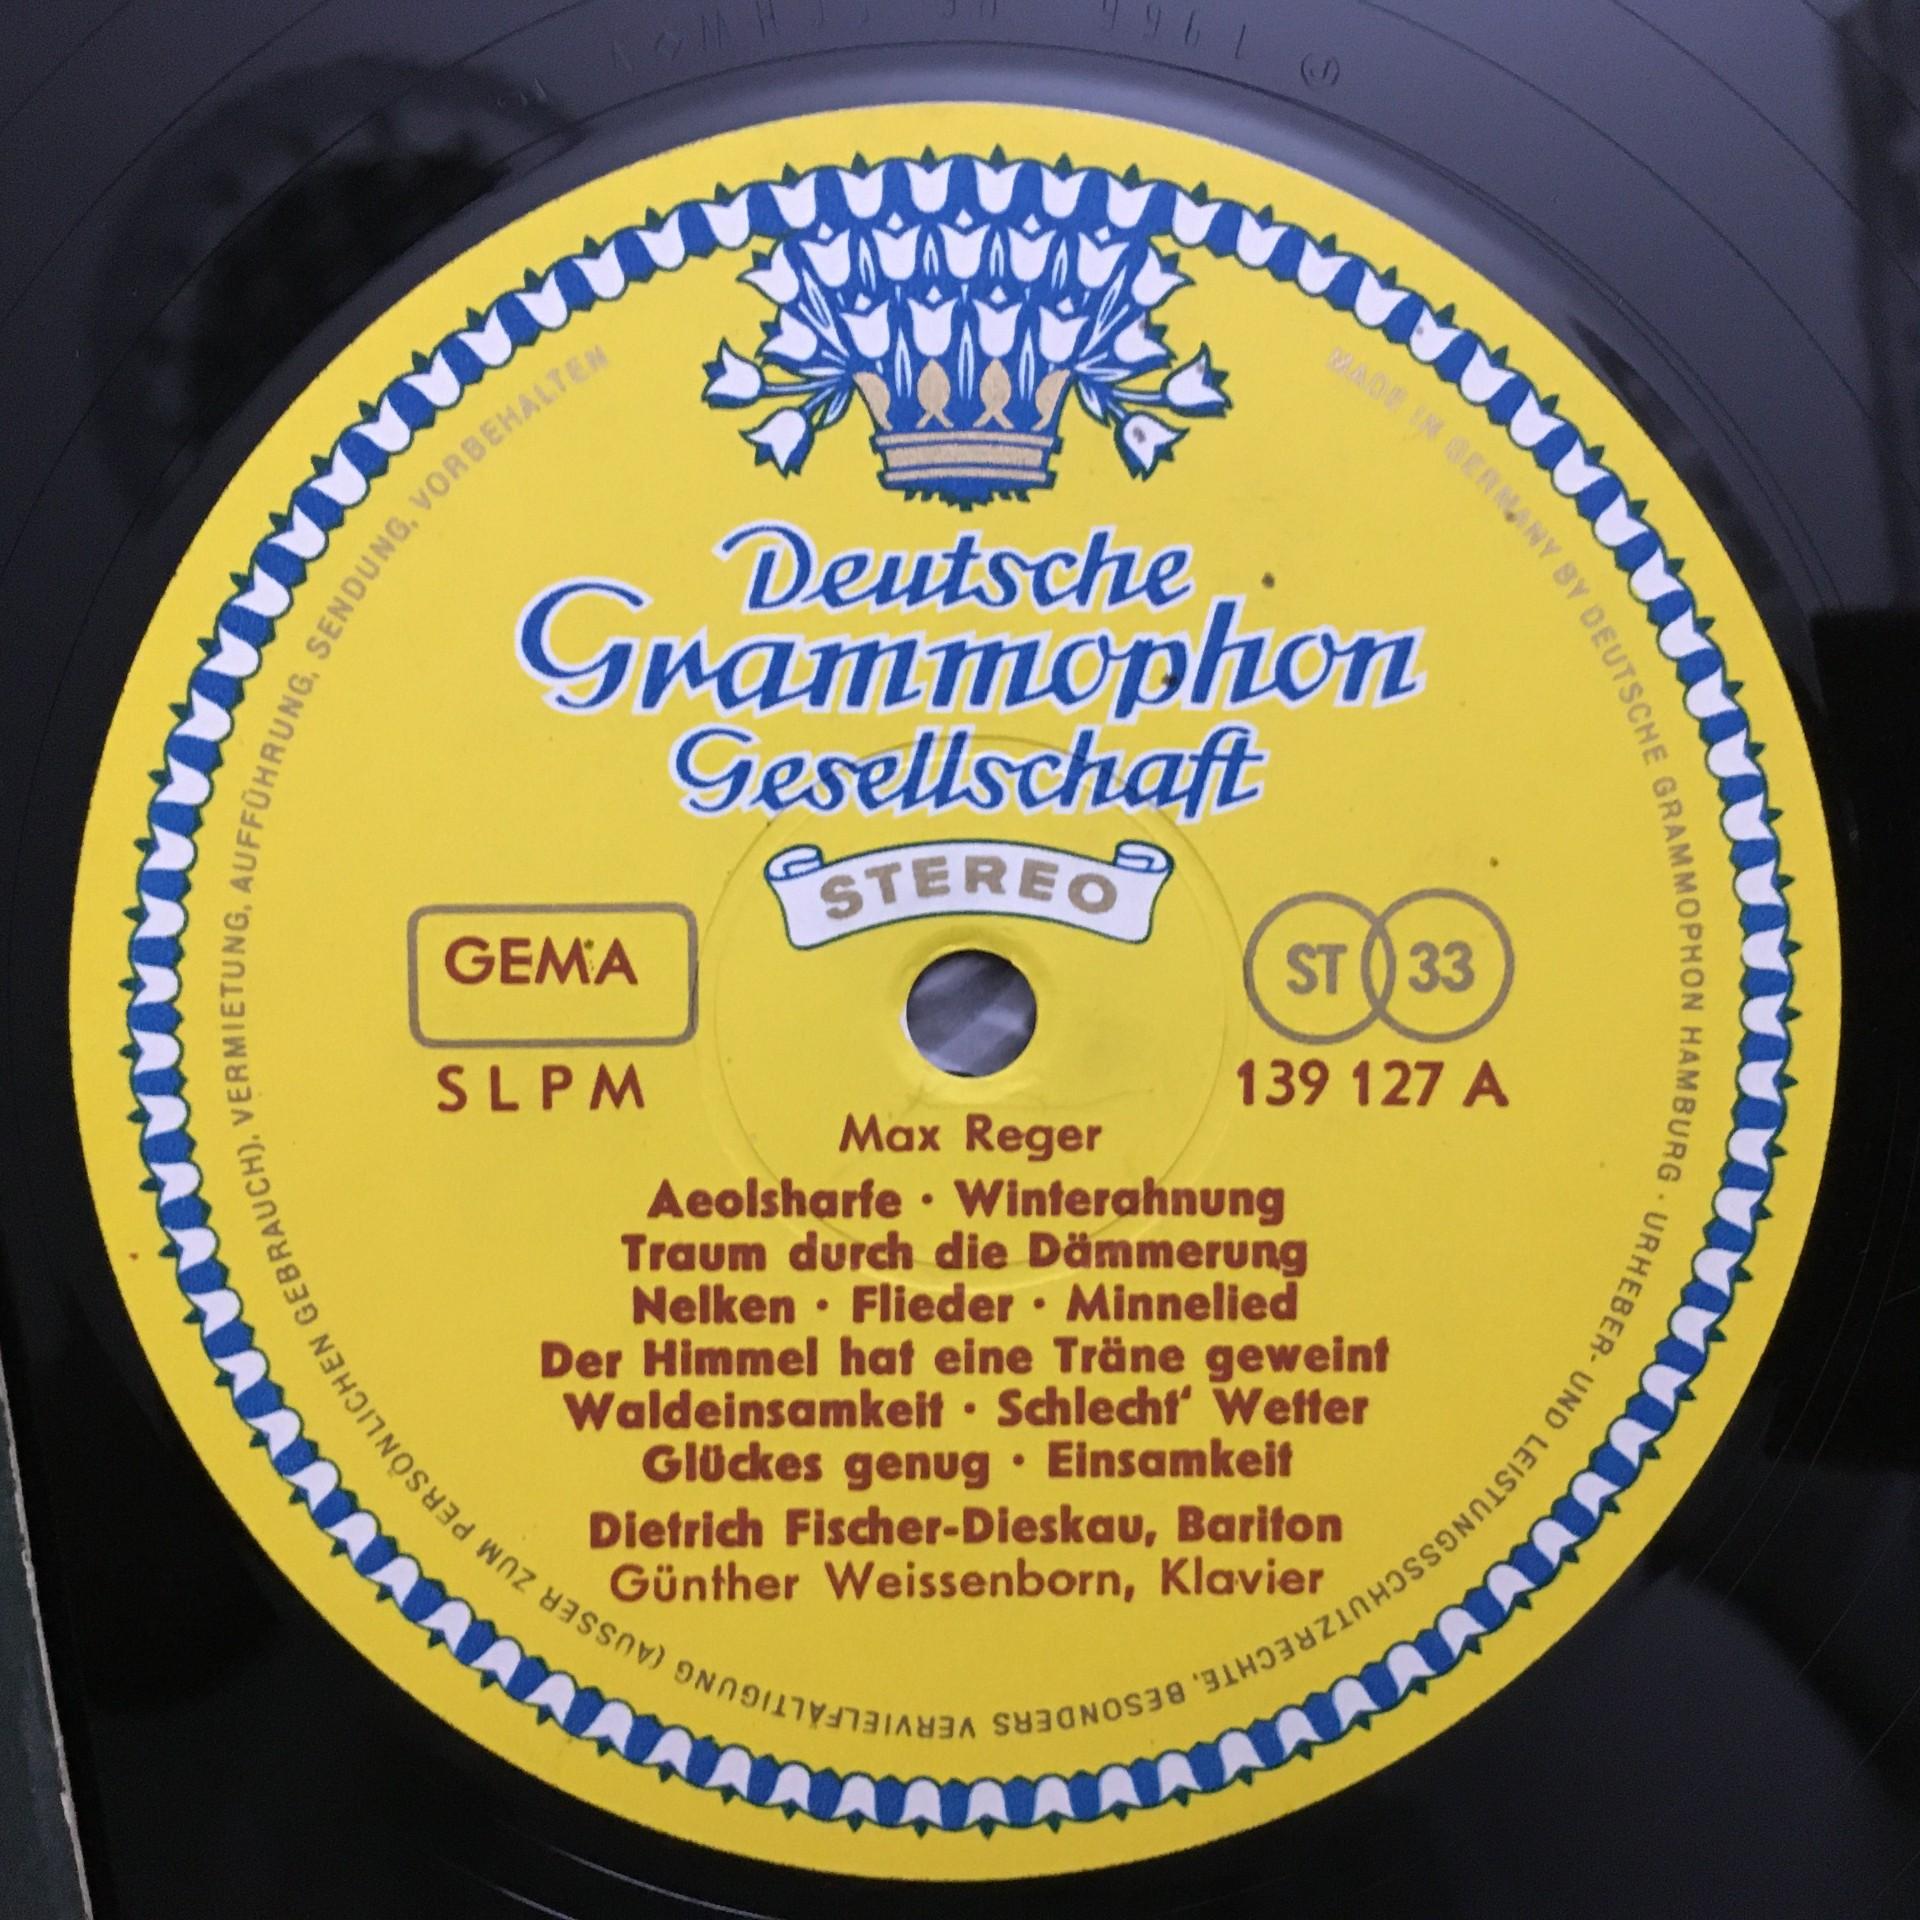 Deutsche
Grammophon
Gesellschaft
STEREO
GEMA
ST 33
SLPM
139 127 A
Max Reger
Aeolsharfe · Winterahnung
Traum durch die Dämmerung
Nelken · Flieder · Minnelied
Der Himmel hat eine Träne geweint
Waldeinsamkeit · Schlecht' Wetter
Glückes genug · Einsamkeit
Dietrich Fischer-Dieskau, Bariton
Günther Weissenborn, Klavier
MADE IN GERMANY BY DEUTSCHE GRAMMOPHON HAMBURG · URHEBER- UND LEISTUNGSSCHUTZRECHTE, BESONDERS VERVIELFÄLTIGUNG (AUSSER ZUM PERSÖNLICHEN GEBRAUCH), VERMIETUNG, AUFFÜHRUNG, SENDUNG, VORBEHALTEN
℗ 1966